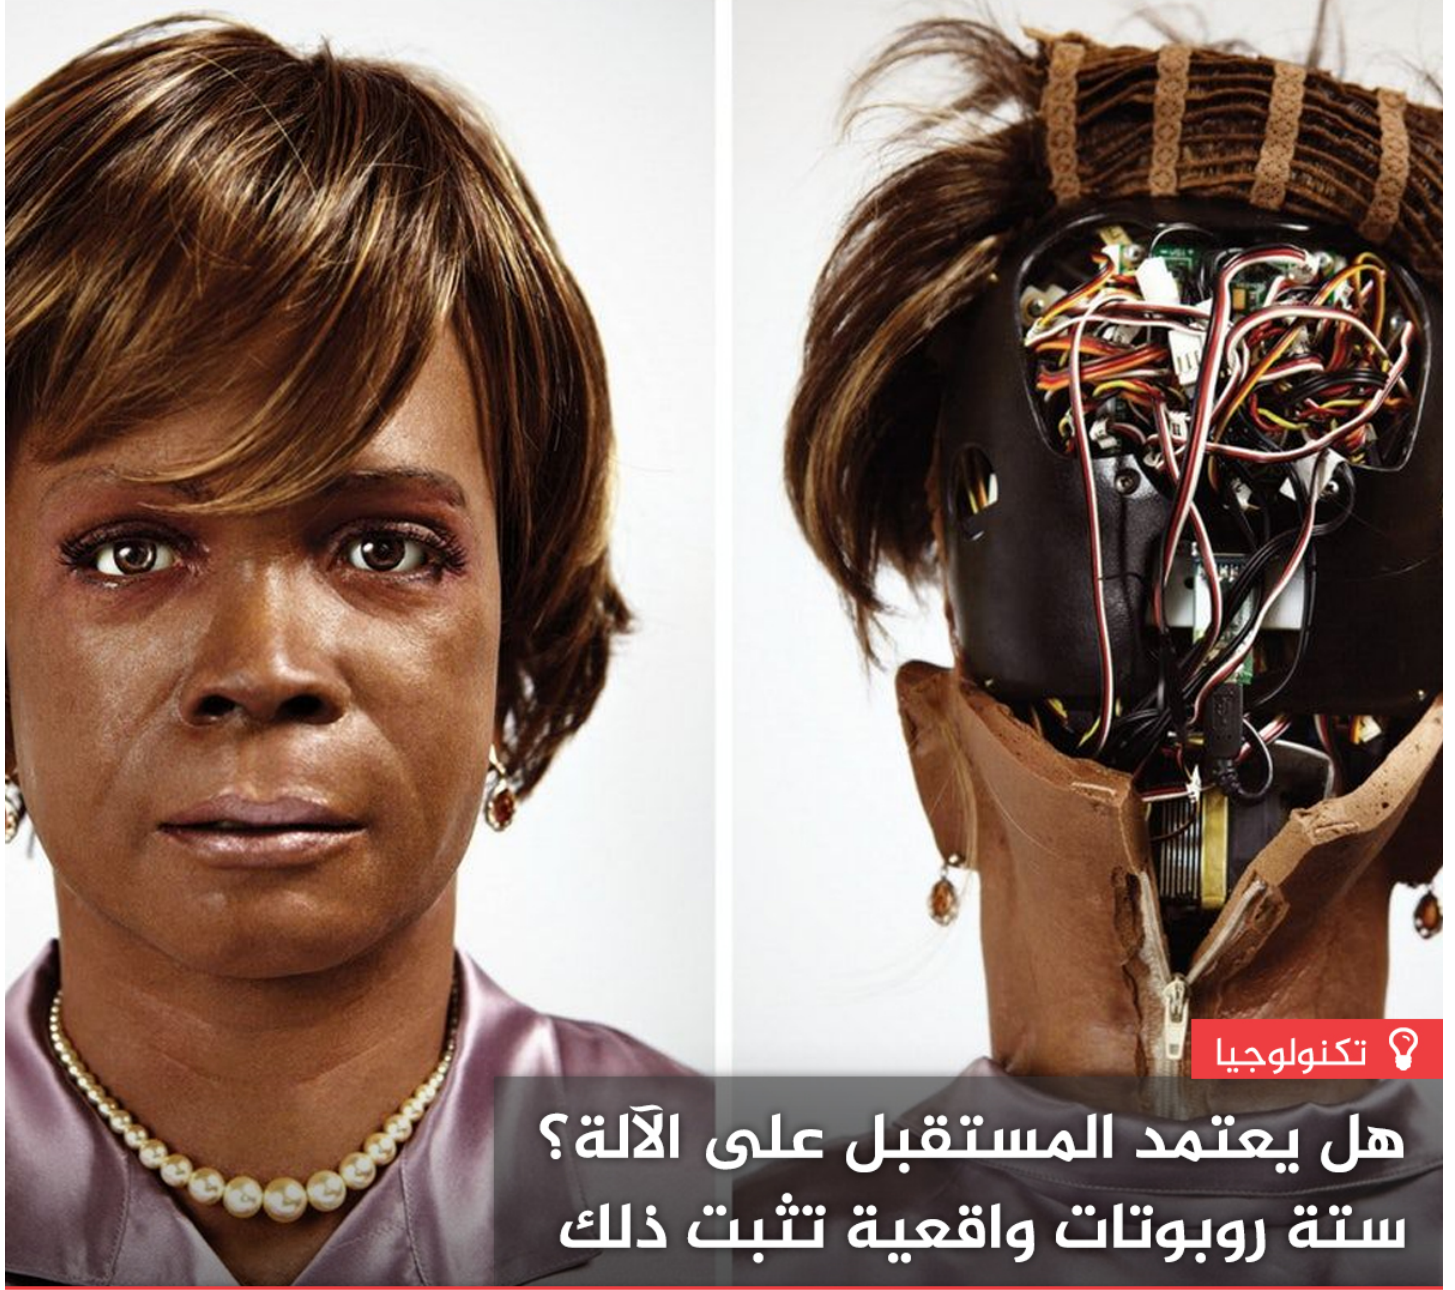 تكنولوجيا
هل يعتمد المستقبل على الآلة؟
ستة روبوتات واقعية تثبت ذلك